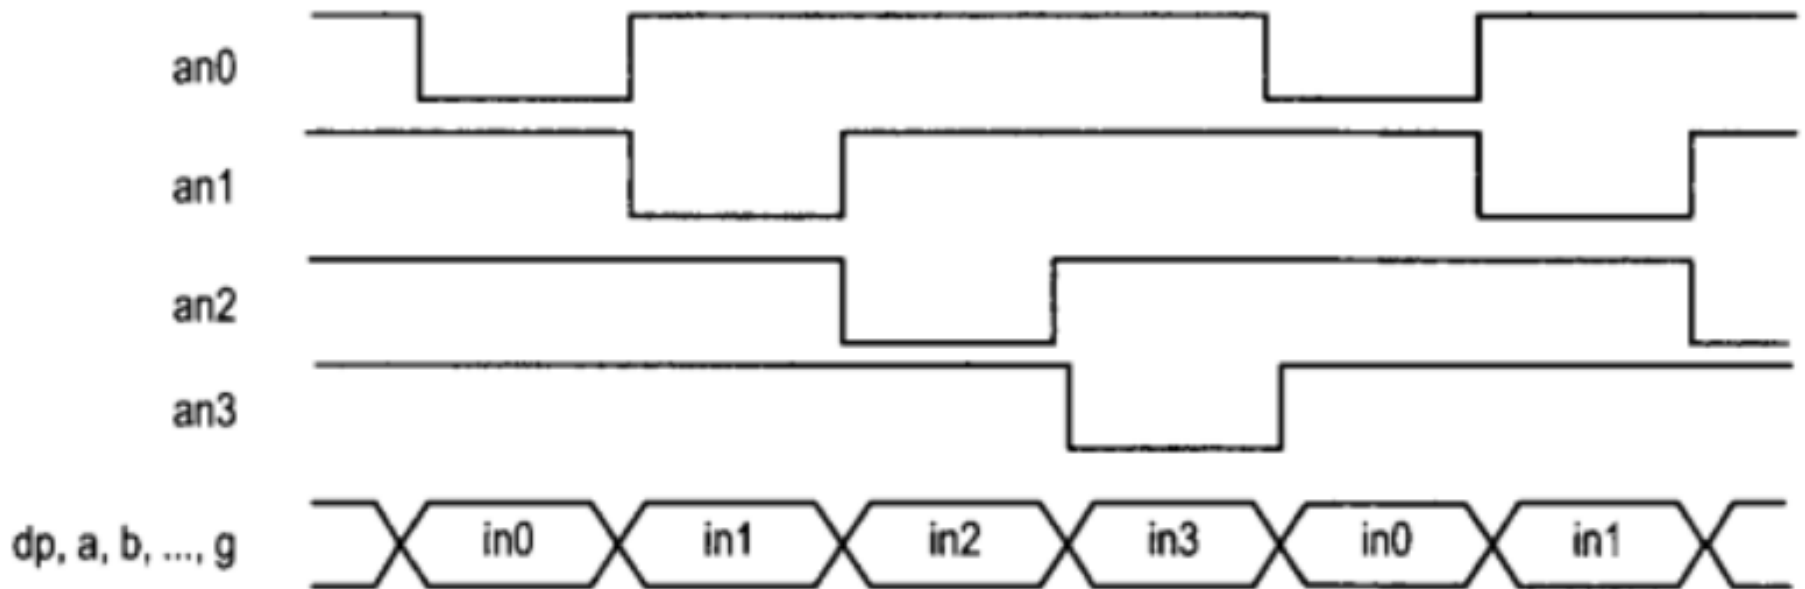 an0
an1
an2
an3
dp, a, b, ..., g in0 in1 in2 in3 in0 in1